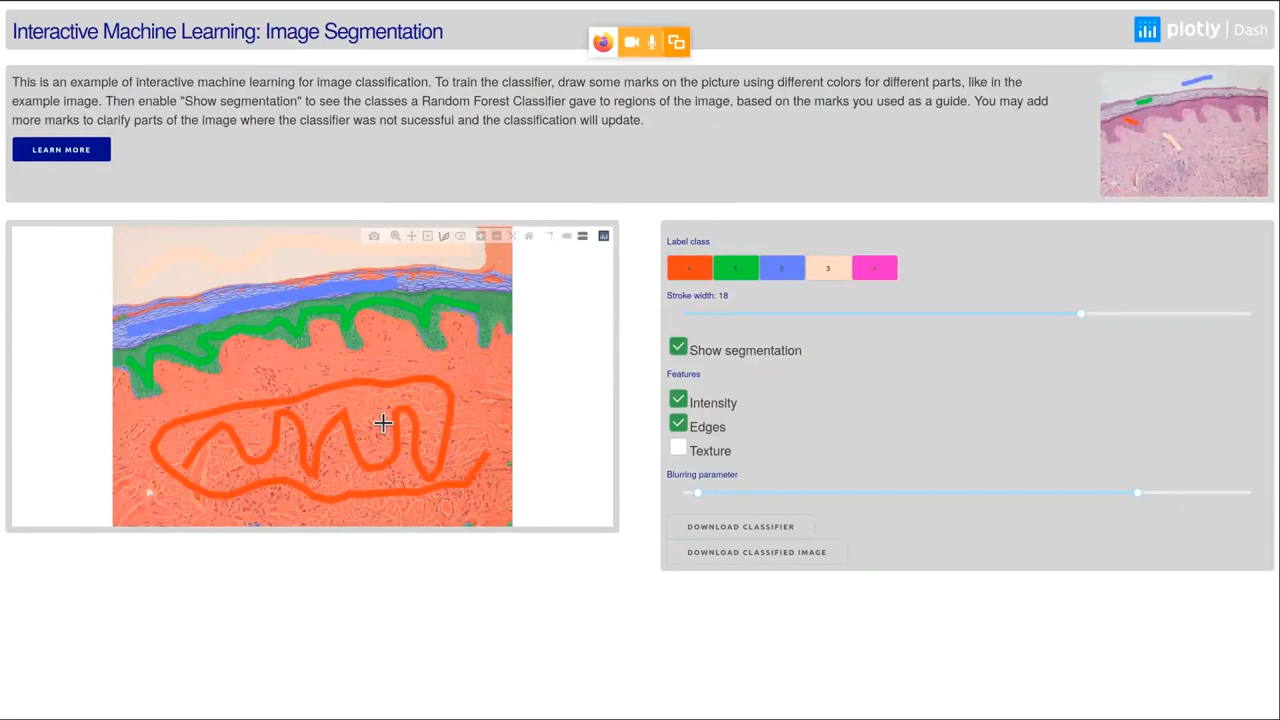 Interactive Machine Learning: Image Segmentation
plotly | Dash
This is an example of interactive machine learning for image classification. To train the classifier, draw some marks on the picture using different colors for different parts, like in the
example image. Then enable "Show segmentation" to see the classes a Random Forest Classifier gave to regions of the image, based on the marks you used as a guide. You may add
more marks to clarify parts of the image where the classifier was not sucessful and the classification will update.
LEARN MORE
Label class
0 1 2 3 4
Stroke width: 18
Show segmentation
Features
Intensity
Edges
Texture
Blurring parameter
DOWNLOAD CLASSIFIER
DOWNLOAD CLASSIFIED IMAGE